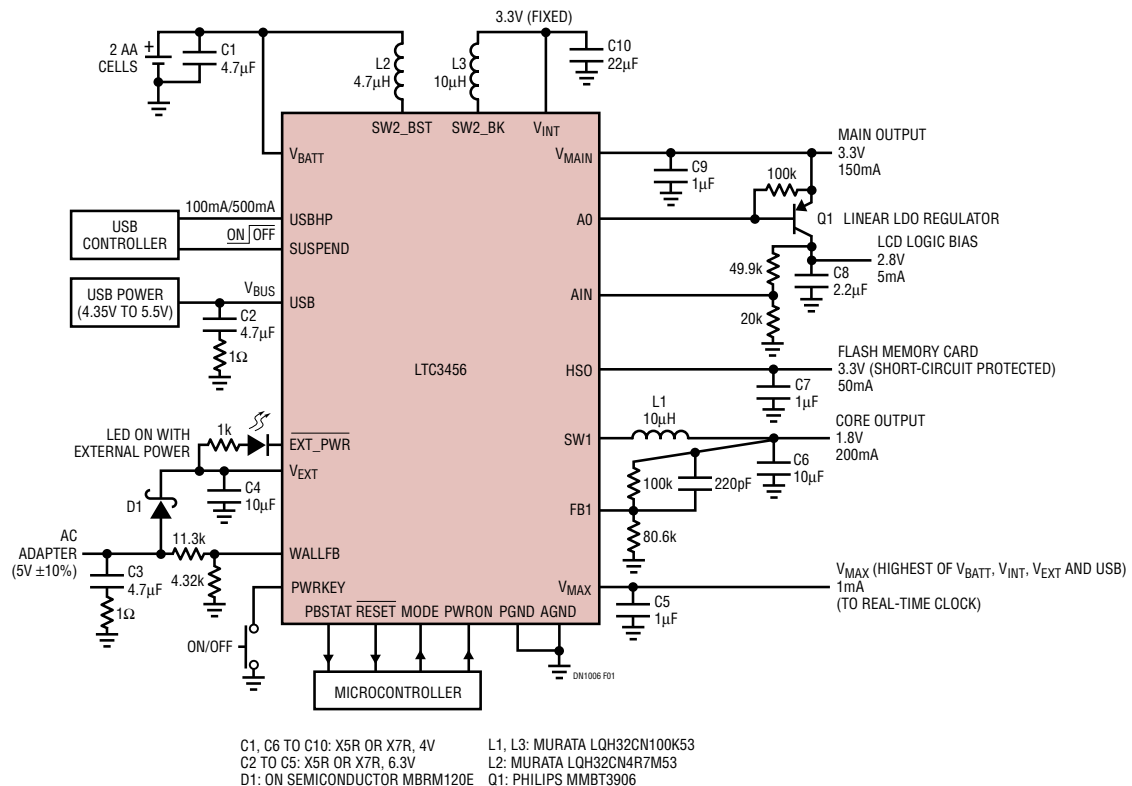 3.3V (FIXED)
2 AA
CELLS
+
C1
4.7µF
L2
4.7µH
L3
10µH
C10
22µF
SW2_BST
SW2_BK
VINT
VBATT
VMAIN
MAIN OUTPUT
3.3V
150mA
C9
1µF
100k
USB
CONTROLLER
100mA/500mA
USBHP
ON OFF
SUSPEND
A0
Q1 LINEAR LDO REGULATOR
LCD LOGIC BIAS
2.8V
5mA
49.9k
C8
2.2µF
USB POWER
(4.35V TO 5.5V)
VBUS
USB
AIN
20k
C2
4.7µF
1Ω
LTC3456
HSO
FLASH MEMORY CARD
3.3V (SHORT-CIRCUIT PROTECTED)
50mA
C7
1µF
L1
10µH
SW1
CORE OUTPUT
1.8V
200mA
LED ON WITH
EXTERNAL POWER
1k
EXT_PWR
VEXT
C4
10µF
D1
100k
220pF
C6
10µF
FB1
80.6k
AC
ADAPTER
(5V ±10%)
11.3k
WALLFB
C3
4.7µF
4.32k
1Ω
PWRKEY
VMAX
VMAX (HIGHEST OF VBATT, VINT, VEXT AND USB)
1mA
(TO REAL-TIME CLOCK)
C5
1µF
PBSTAT RESET MODE PWRON PGND AGND
ON/OFF
MICROCONTROLLER
DN1006 F01
C1, C6 TO C10: X5R OR X7R, 4V
C2 TO C5: X5R OR X7R, 6.3V
D1: ON SEMICONDUCTOR MBRM120E
L1, L3: MURATA LQH32CN100K53
L2: MURATA LQH32CN4R7M53
Q1: PHILIPS MMBT3906